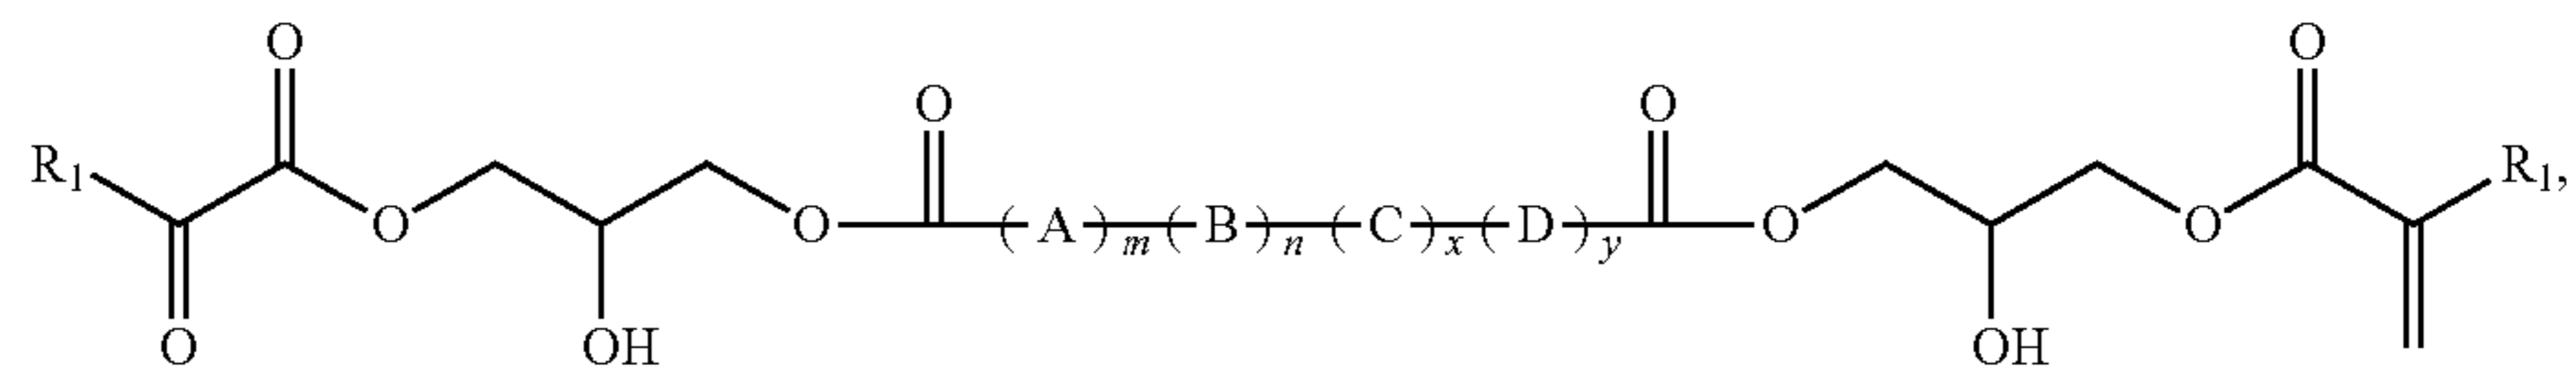 O O O O
R1 O O (A)m(B)n(C)x(D)y O O R1,
O OH OH